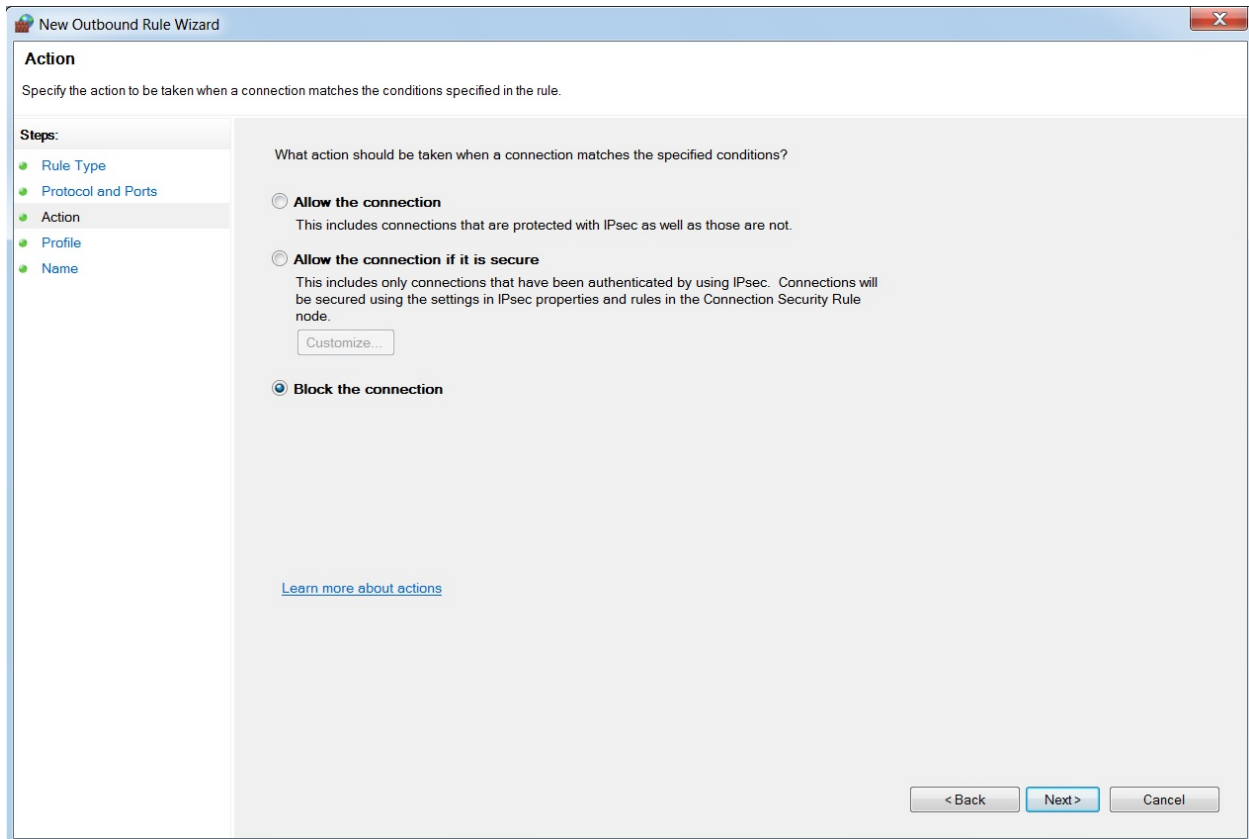 New Outbound Rule Wizard
X
Action
Specify the action to be taken when a connection matches the conditions specified in the rule.
Steps:
Rule Type
Protocol and Ports
Action
Profile
Name
What action should be taken when a connection matches the specified conditions?
Allow the connection
This includes connections that are protected with IPsec as well as those are not.
Allow the connection if it is secure
This includes only connections that have been authenticated by using IPsec. Connections will
be secured using the settings in IPsec properties and rules in the Connection Security Rule
node.
Customize...
Block the connection
Learn more about actions
< Back
Next >
Cancel